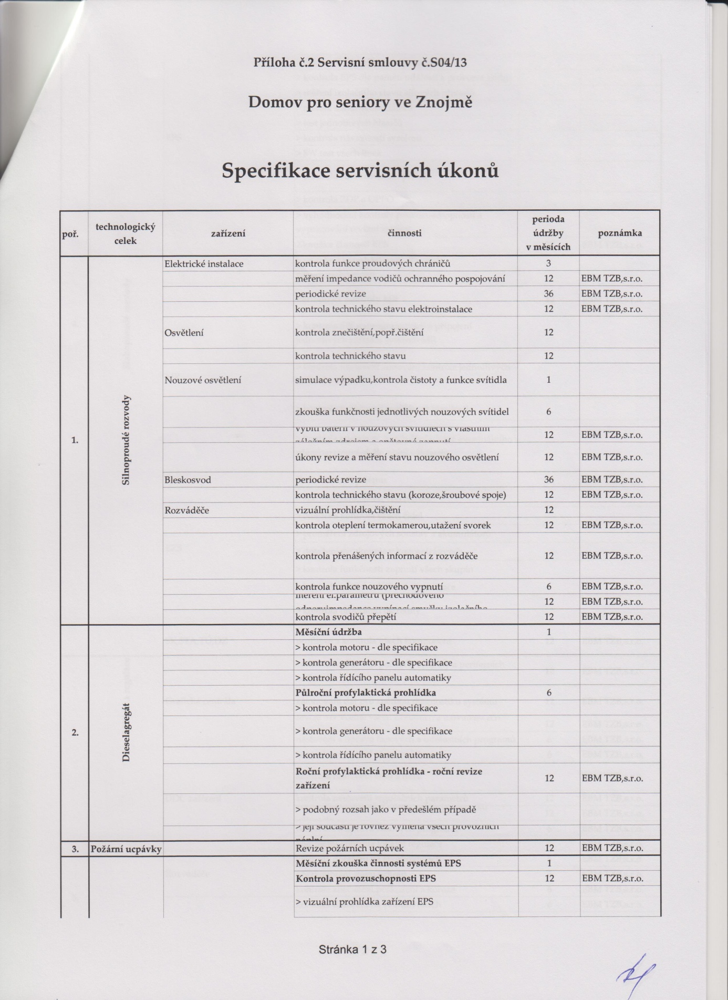 Příloha č.2 Servisní smlouvy č.S04/13
Domov pro seniory ve Znojmě
Specifikace servisních úkonů
poř. technologický celek zařízení činnosti perioda údržby v měsících poznámka
1. Silnoproudé rozvody
Elektrické instalace kontrola funkce proudových chráničů 3
měření impedance vodičů ochranného pospojování 12 EBM TZB,s.r.o.
periodické revize 36 EBM TZB,s.r.o.
kontrola technického stavu elektroinstalace 12 EBM TZB,s.r.o.
Osvětlení kontrola znečištění,popř.čištění 12
kontrola technického stavu 12
Nouzové osvětlení simulace výpadku,kontrola čistoty a funkce svítidla 1
zkouška funkčnosti jednotlivých nouzových svítidel 6
vybití baterií v nouzových svítidlech s vlastním
záložním zdrojem a opětovné zapnutí 12 EBM TZB,s.r.o.
úkony revize a měření stavu nouzového osvětlení 12 EBM TZB,s.r.o.
Bleskosvod periodické revize 36 EBM TZB,s.r.o.
kontrola technického stavu (koroze,šroubové spoje) 12 EBM TZB,s.r.o.
Rozváděče vizuální prohlídka,čištění 12
kontrola oteplení termokamerou,utažení svorek 12 EBM TZB,s.r.o.
kontrola přenášených informací z rozváděče 12 EBM TZB,s.r.o.
kontrola funkce nouzového vypnutí 6 EBM TZB,s.r.o.
měření el.parametrů (přechodového
12 EBM TZB,s.r.o.
kontrola svodičů přepětí 12 EBM TZB,s.r.o.
2. Dieselagregát
Měsíční údržba 1
> kontrola motoru - dle specifikace
> kontrola generátoru - dle specifikace
> kontrola řídícího panelu automatiky
Půlroční profylaktická prohlídka 6
> kontrola motoru - dle specifikace
> kontrola generátoru - dle specifikace
> kontrola řídícího panelu automatiky
Roční profylaktická prohlídka - roční revize
zařízení 12 EBM TZB,s.r.o.
> podobný rozsah jako v předešlém případě
> její součástí je rovněž výměna všech provozních
náplní
3. Požární ucpávky Revize požárních ucpávek 12 EBM TZB,s.r.o.
Měsíční zkouška činnosti systémů EPS 1
Kontrola provozuschopnosti EPS 12 EBM TZB,s.r.o.
> vizuální prohlídka zařízení EPS
Stránka 1 z 3